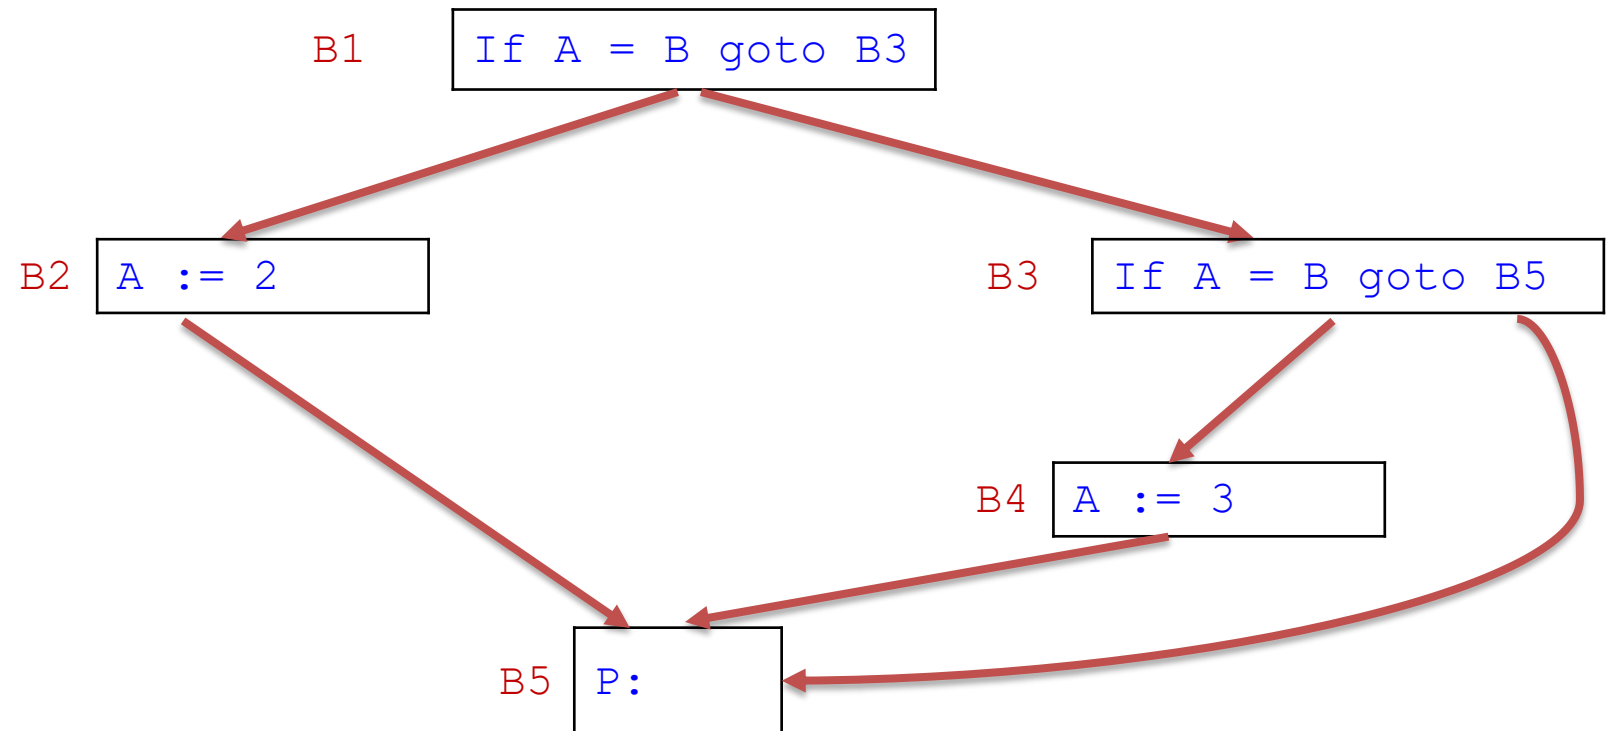 B1 If A = B goto B3
B2 A := 2
B3 If A = B goto B5
B4 A := 3
B5 P: